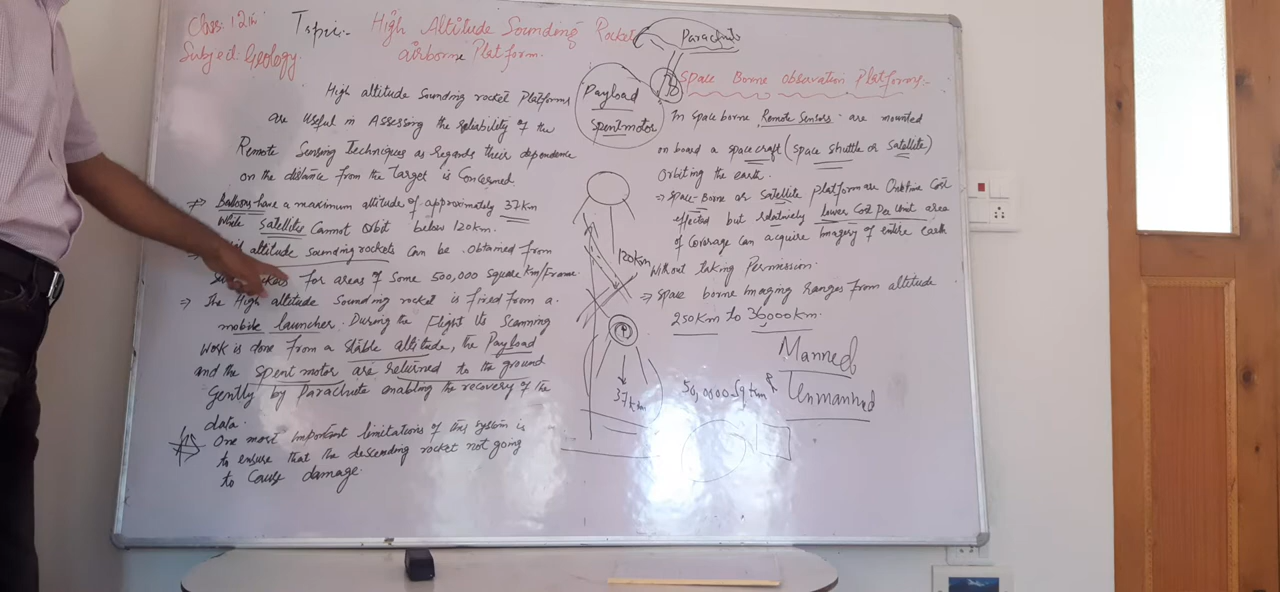 Class: 12th
Subject: Geology.
Topic:- High Altitude Sounding Rocket
airborne Platform.
High altitude Sounding rocket Platforms
are useful in Assessing the reliability of the
Remote Sensing Techniques as regards their dependence
on the distance from the Target is Concerned
⇒ Balloons have a maximum altitude of approximately 37km
While Satellites Cannot Orbit below 120km.
altitude sounding rockets Can be Obtained from
for areas of Some 500,000 Square Km/Frame.
⇒ The High altitude Sounding rocket is fired from a
mobile launcher. During the Flight Its Scanning
Work is done from a Stable altitude, the Payload
and the Spent motor are returned to the ground
Gently by Parachute enabling the recovery of the
data.
One most important limitations of this System is
to ensure that the descending rocket not going
to Cause damage.
Parachute
Payload
Spent motor
120km
37km
Space Borne Observation Platforms:-
In Space borne, Remote Sensors are mounted
on board a spacecraft (space shuttle or satellite)
Orbiting the earth.
⇒ Space-Borne or Satellite Platform are Onetime Cost
effected but relatively lower Cost Per Unit area
of Coverage Can acquire Imagery of entire earth
Without taking Permission.
⇒ Space borne Imaging ranges from altitude
250Km to 36,000Km.
Manned
&
Unmanned